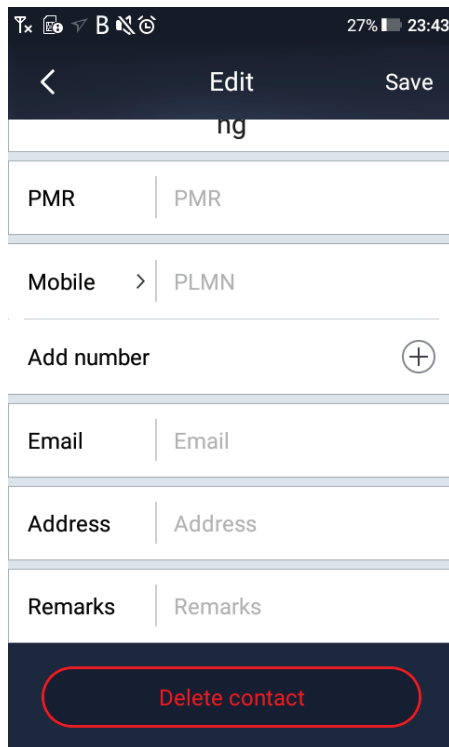 B 27% 23:43
Edit Save
ng
PMR PMR
Mobile > PLMN
Add number
Email Email
Address Address
Remarks Remarks
Delete contact